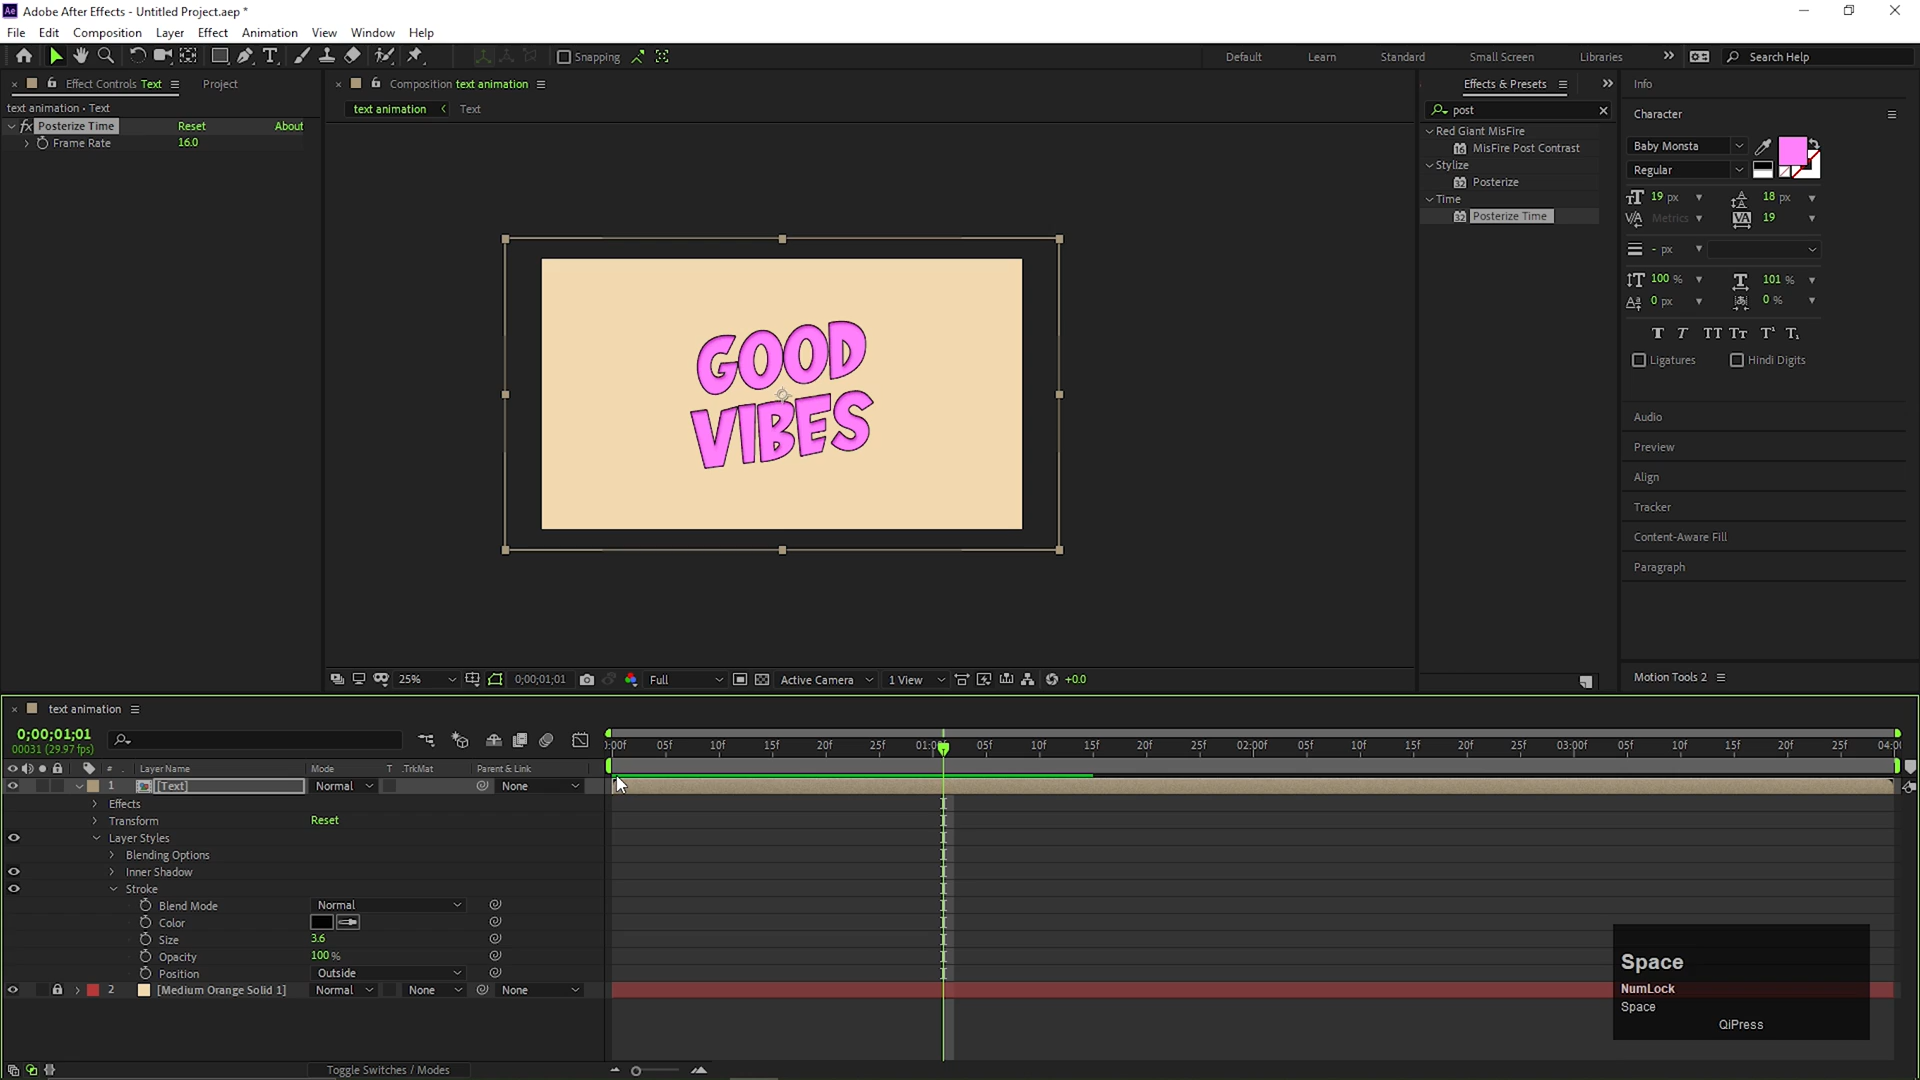 Adobe After Effects - Untitled Project.aep *
File Edit Composition Layer Effect Animation View Window Help
Snapping
Default Learn Standard Small Screen Libraries
Search Help
Effect Controls Text
Project
text animation • Text
fx Posterize Time Reset About
Frame Rate 16.0
Composition text animation
text animation Text
GOOD
VIBES
25% 0;00;01;01 Full Active Camera 1 View +0.0
Effects & Presets
post
Red Giant MisFire
MisFire Post Contrast
Stylize
Posterize
Time
Posterize Time
Info
Character
Baby Monsta
Regular
19 px 18 px
Metrics 19
- px
100 % 101 %
0 px 0 %
Ligatures Hindi Digits
Audio
Preview
Align
Tracker
Content-Aware Fill
Paragraph
Motion Tools 2
text animation
0;00;01;01
00031 (29.97 fps)
):00f 05f 10f 15f 20f 25f 05f 10f 15f 20f 25f 02:00f 05f 10f 15f 20f 25f 03:00f 05f 10f 15f 20f 25f
# Layer Name Mode T .TrkMat Parent & Link
1 [Text] Normal None
Effects
Transform Reset
Layer Styles
Blending Options
Inner Shadow
Stroke
Blend Mode Normal
Color
Size 3.6
Opacity 100 %
Position Outside
2 [Medium Orange Solid 1] Normal None None
Toggle Switches / Modes
Space
NumLock
Space
QiPress